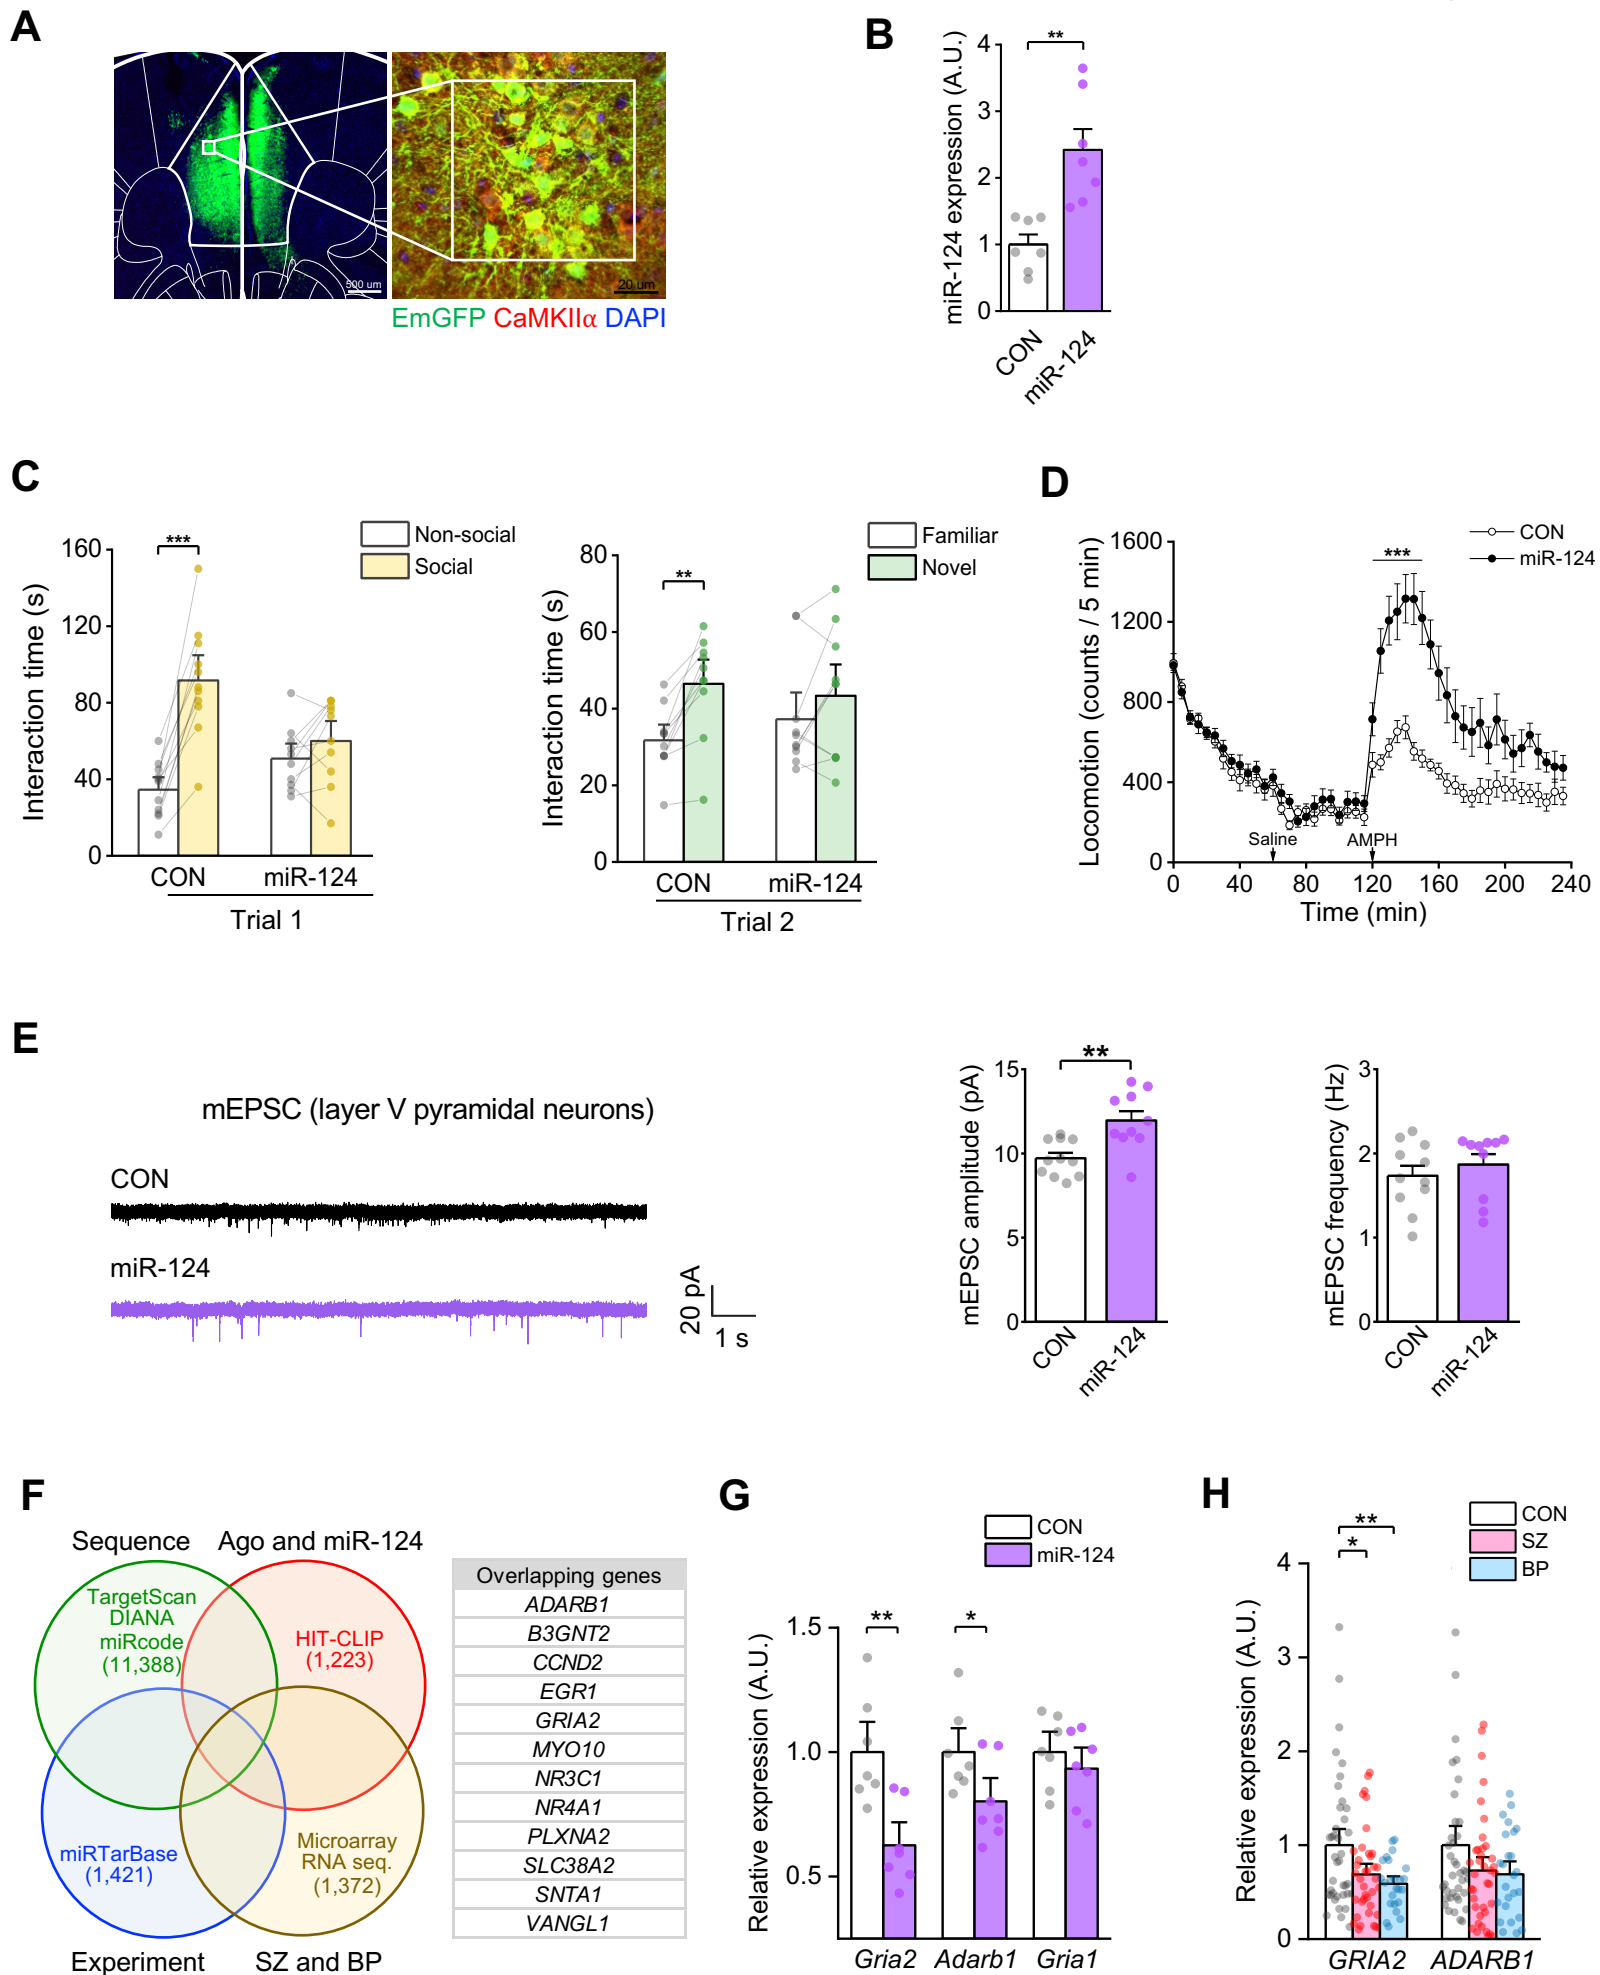 A
500 um
20 um
EmGFP CaMKIIα DAPI
B
miR-124 expression (A.U.)
4
3
2
1
0
**
CON
miR-124
C
Interaction time (s)
160
120
80
40
0
***
Non-social
Social
CON
miR-124
Trial 1
Interaction time (s)
80
60
40
20
0
**
Familiar
Novel
CON
miR-124
Trial 2
D
Locomotion (counts / 5 min)
1600
1200
800
400
0
***
CON
miR-124
Saline
AMPH
0 40 80 120 160 200 240
Time (min)
E
mEPSC (layer V pyramidal neurons)
CON
miR-124
20 pA
1 s
mEPSC amplitude (pA)
15
10
5
0
**
CON
miR-124
mEPSC frequency (Hz)
3
2
1
0
CON
miR-124
F
Sequence
Ago and miR-124
TargetScan
DIANA
miRcode
(11,388)
HIT-CLIP
(1,223)
miRTarBase
(1,421)
Microarray
RNA seq.
(1,372)
Experiment
SZ and BP
Overlapping genes
ADARB1
B3GNT2
CCND2
EGR1
GRIA2
MYO10
NR3C1
NR4A1
PLXNA2
SLC38A2
SNTA1
VANGL1
G
CON
miR-124
Relative expression (A.U.)
1.5
1.0
0.5
**
*
Gria2 Adarb1 Gria1
H
CON
SZ
BP
Relative expression (A.U.)
4
3
2
1
0
**
*
GRIA2 ADARB1